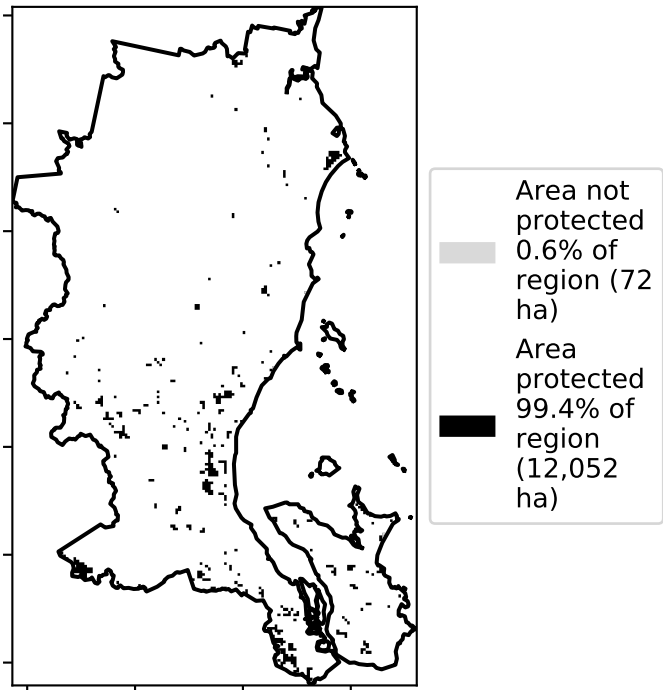 Area not
protected
0.6% of
region (72
ha)
Area
protected
99.4% of
region
(12,052
ha)